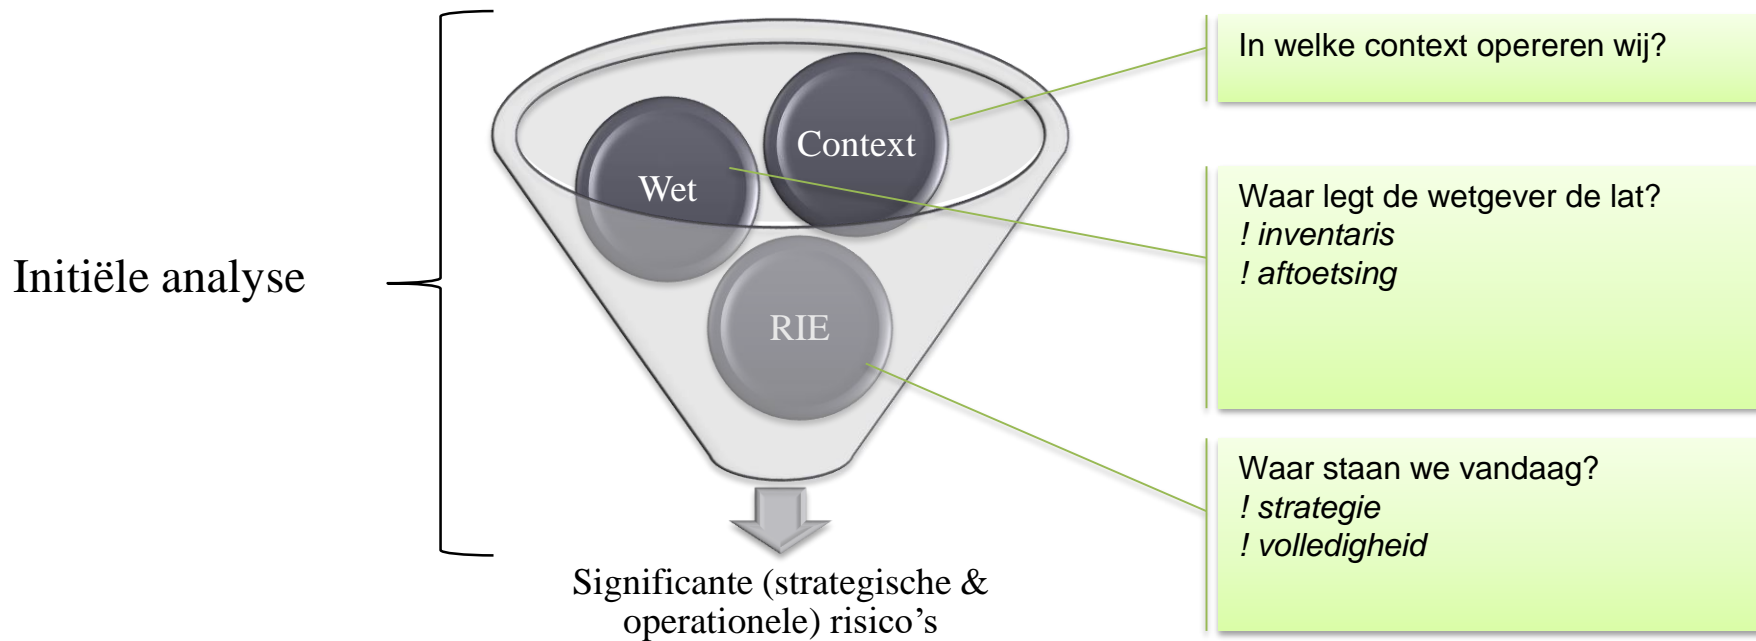 Initiële analyse
Wet
Context
RIE
Significante (strategische &
operationele) risico’s
In welke context opereren wij?
Waar legt de wetgever de lat?
! inventaris
! aftoetsing
Waar staan we vandaag?
! strategie
! volledigheid